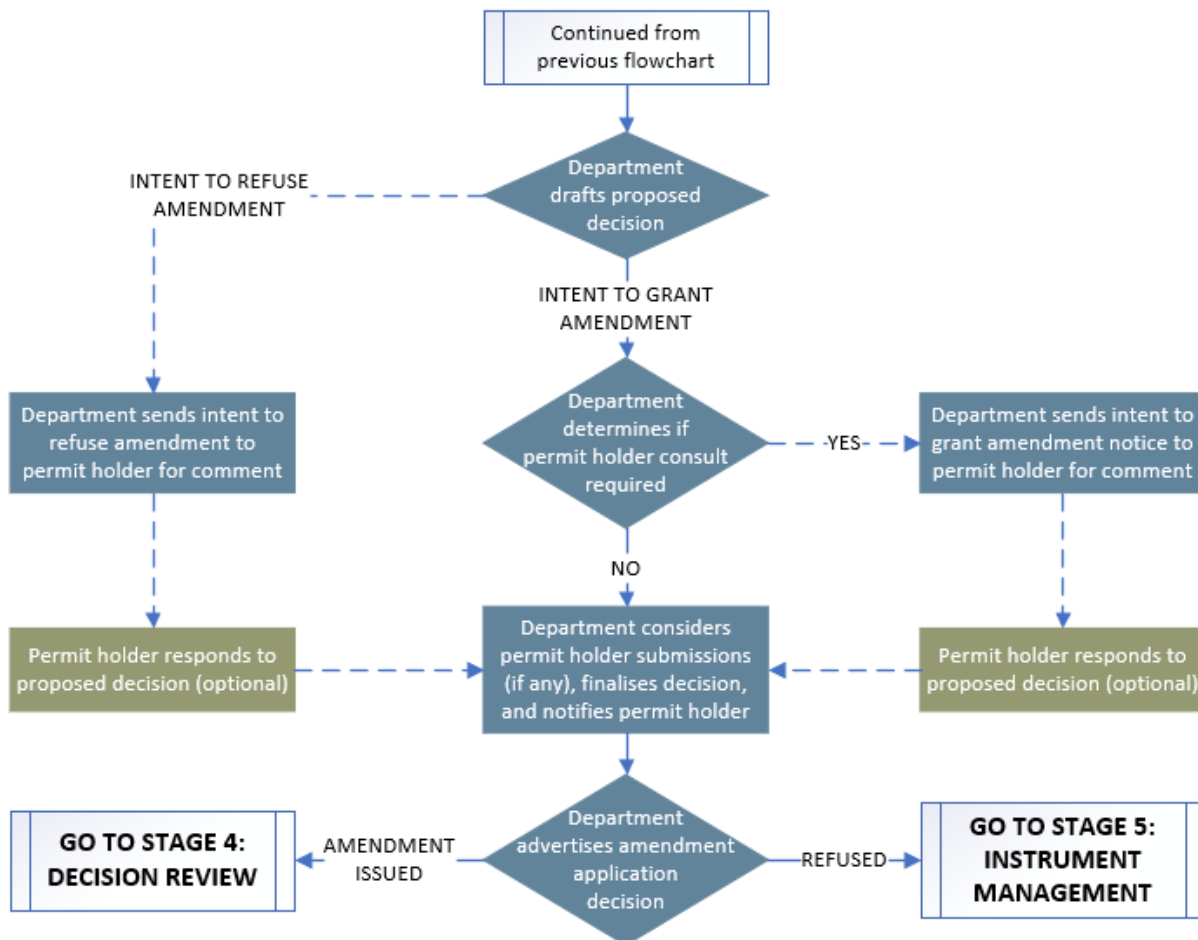 Continued from
previous flowchart
Department
drafts proposed
decision
INTENT TO REFUSE
AMENDMENT
INTENT TO GRANT
AMENDMENT
Department sends intent to
refuse amendment to
permit holder for comment
Department
determines if
permit holder consult
required
YES
Department sends intent to
grant amendment notice to
permit holder for comment
NO
Permit holder responds to
proposed decision (optional)
Department considers
permit holder submissions
(if any), finalises decision,
and notifies permit holder
Permit holder responds to
proposed decision (optional)
GO TO STAGE 4:
DECISION REVIEW
AMENDMENT
ISSUED
Department
advertises amendment
application
decision
REFUSED
GO TO STAGE 5:
INSTRUMENT
MANAGEMENT